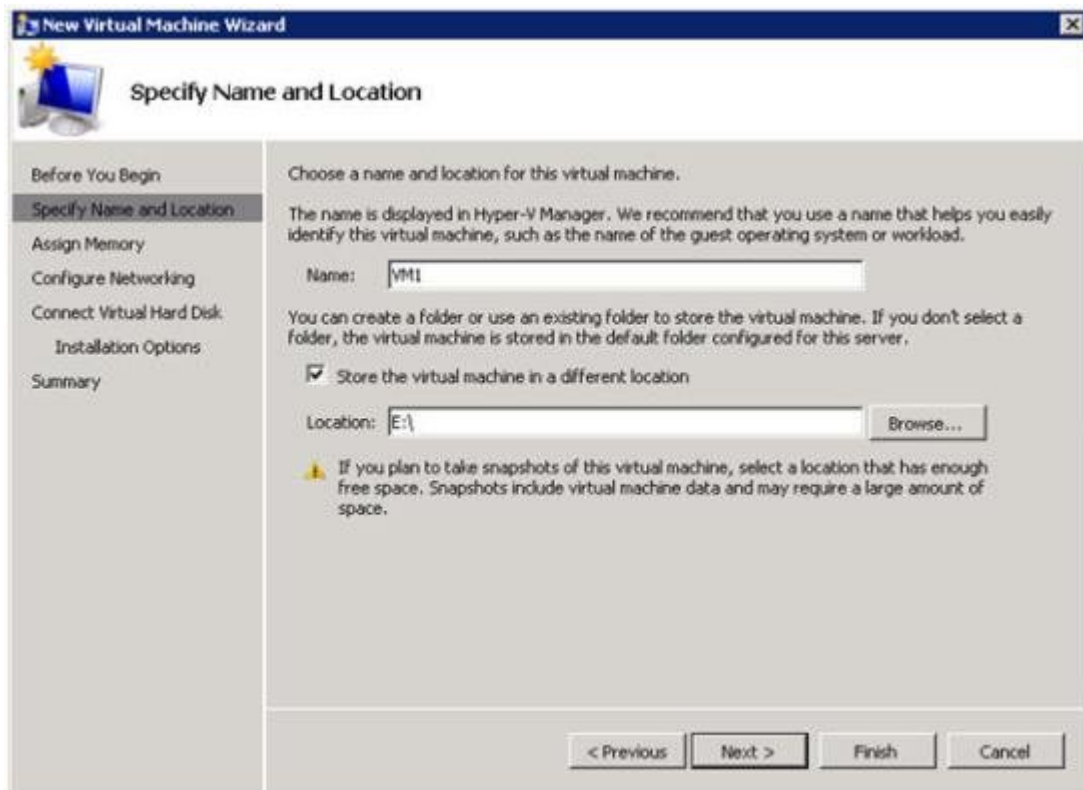 New Virtual Machine Wizard
Specify Name and Location
Before You Begin
Specify Name and Location
Assign Memory
Configure Networking
Connect Virtual Hard Disk
Installation Options
Summary
Choose a name and location for this virtual machine.
The name is displayed in Hyper-V Manager. We recommend that you use a name that helps you easily
identify this virtual machine, such as the name of the guest operating system or workload.
Name: VM1
You can create a folder or use an existing folder to store the virtual machine. If you don't select a
folder, the virtual machine is stored in the default folder configured for this server.
Store the virtual machine in a different location
Location: E:\ Browse...
If you plan to take snapshots of this virtual machine, select a location that has enough
free space. Snapshots include virtual machine data and may require a large amount of
space.
< Previous Next > Finish Cancel